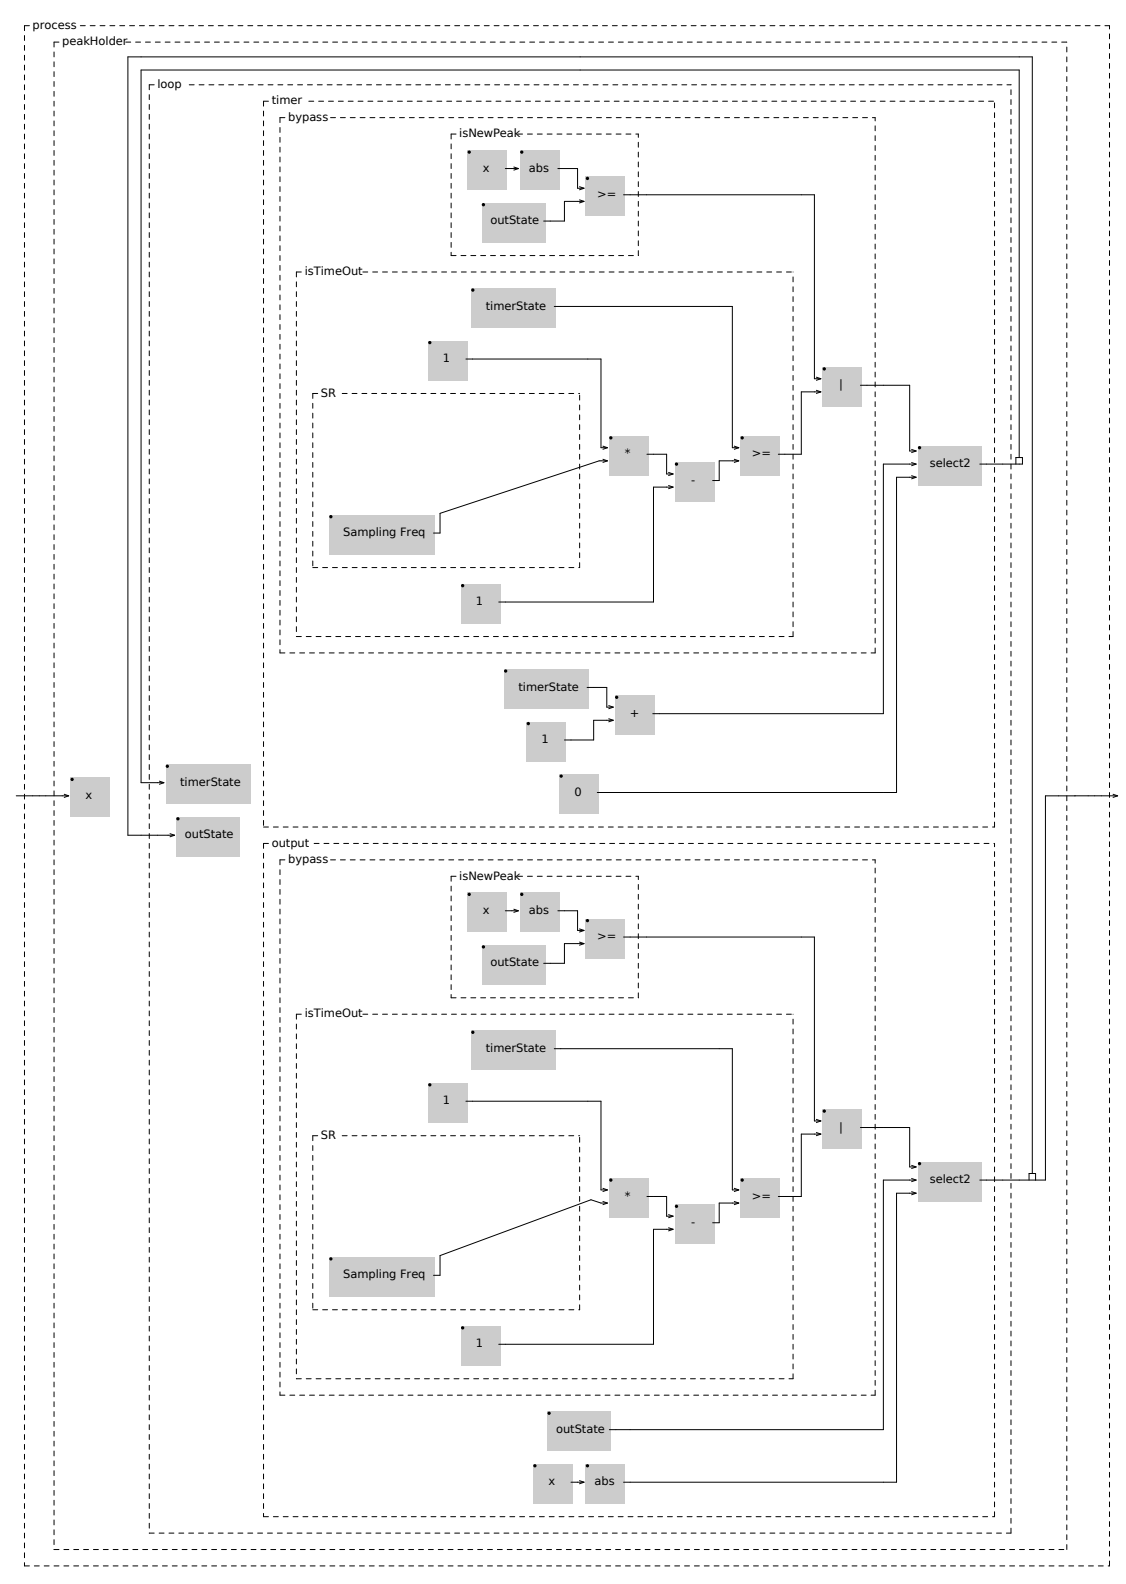 process
peakHolder
loop
timer
bypass
isNewPeak
x
abs
>=
outState
isTimeOut
timerState
1
SR
|
*
>=
select2
-
Sampling Freq
1
timerState
+
1
timerState
0
x
outState
output
bypass
isNewPeak
x
abs
>=
outState
isTimeOut
timerState
1
|
SR
select2
*
>=
-
Sampling Freq
1
outState
x
abs